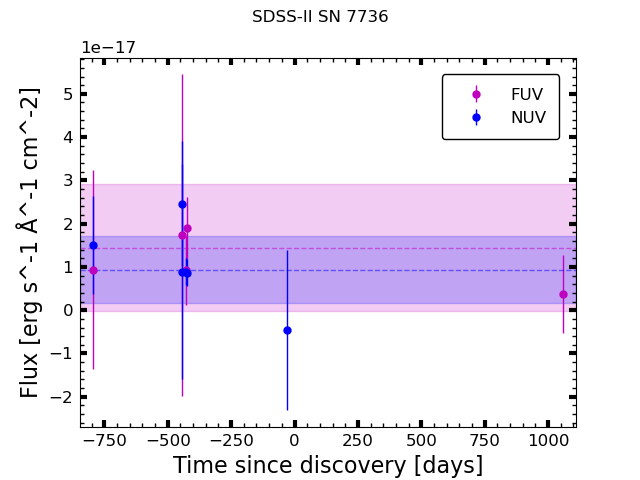 SDSS-II SN 7736
1e−17
FUV
NUV
5
4
3
2
1
0
−1
−2
Flux [erg s^-1 Å^-1 cm^-2]
−750 −500 −250 0 250 500 750 1000
Time since discovery [days]